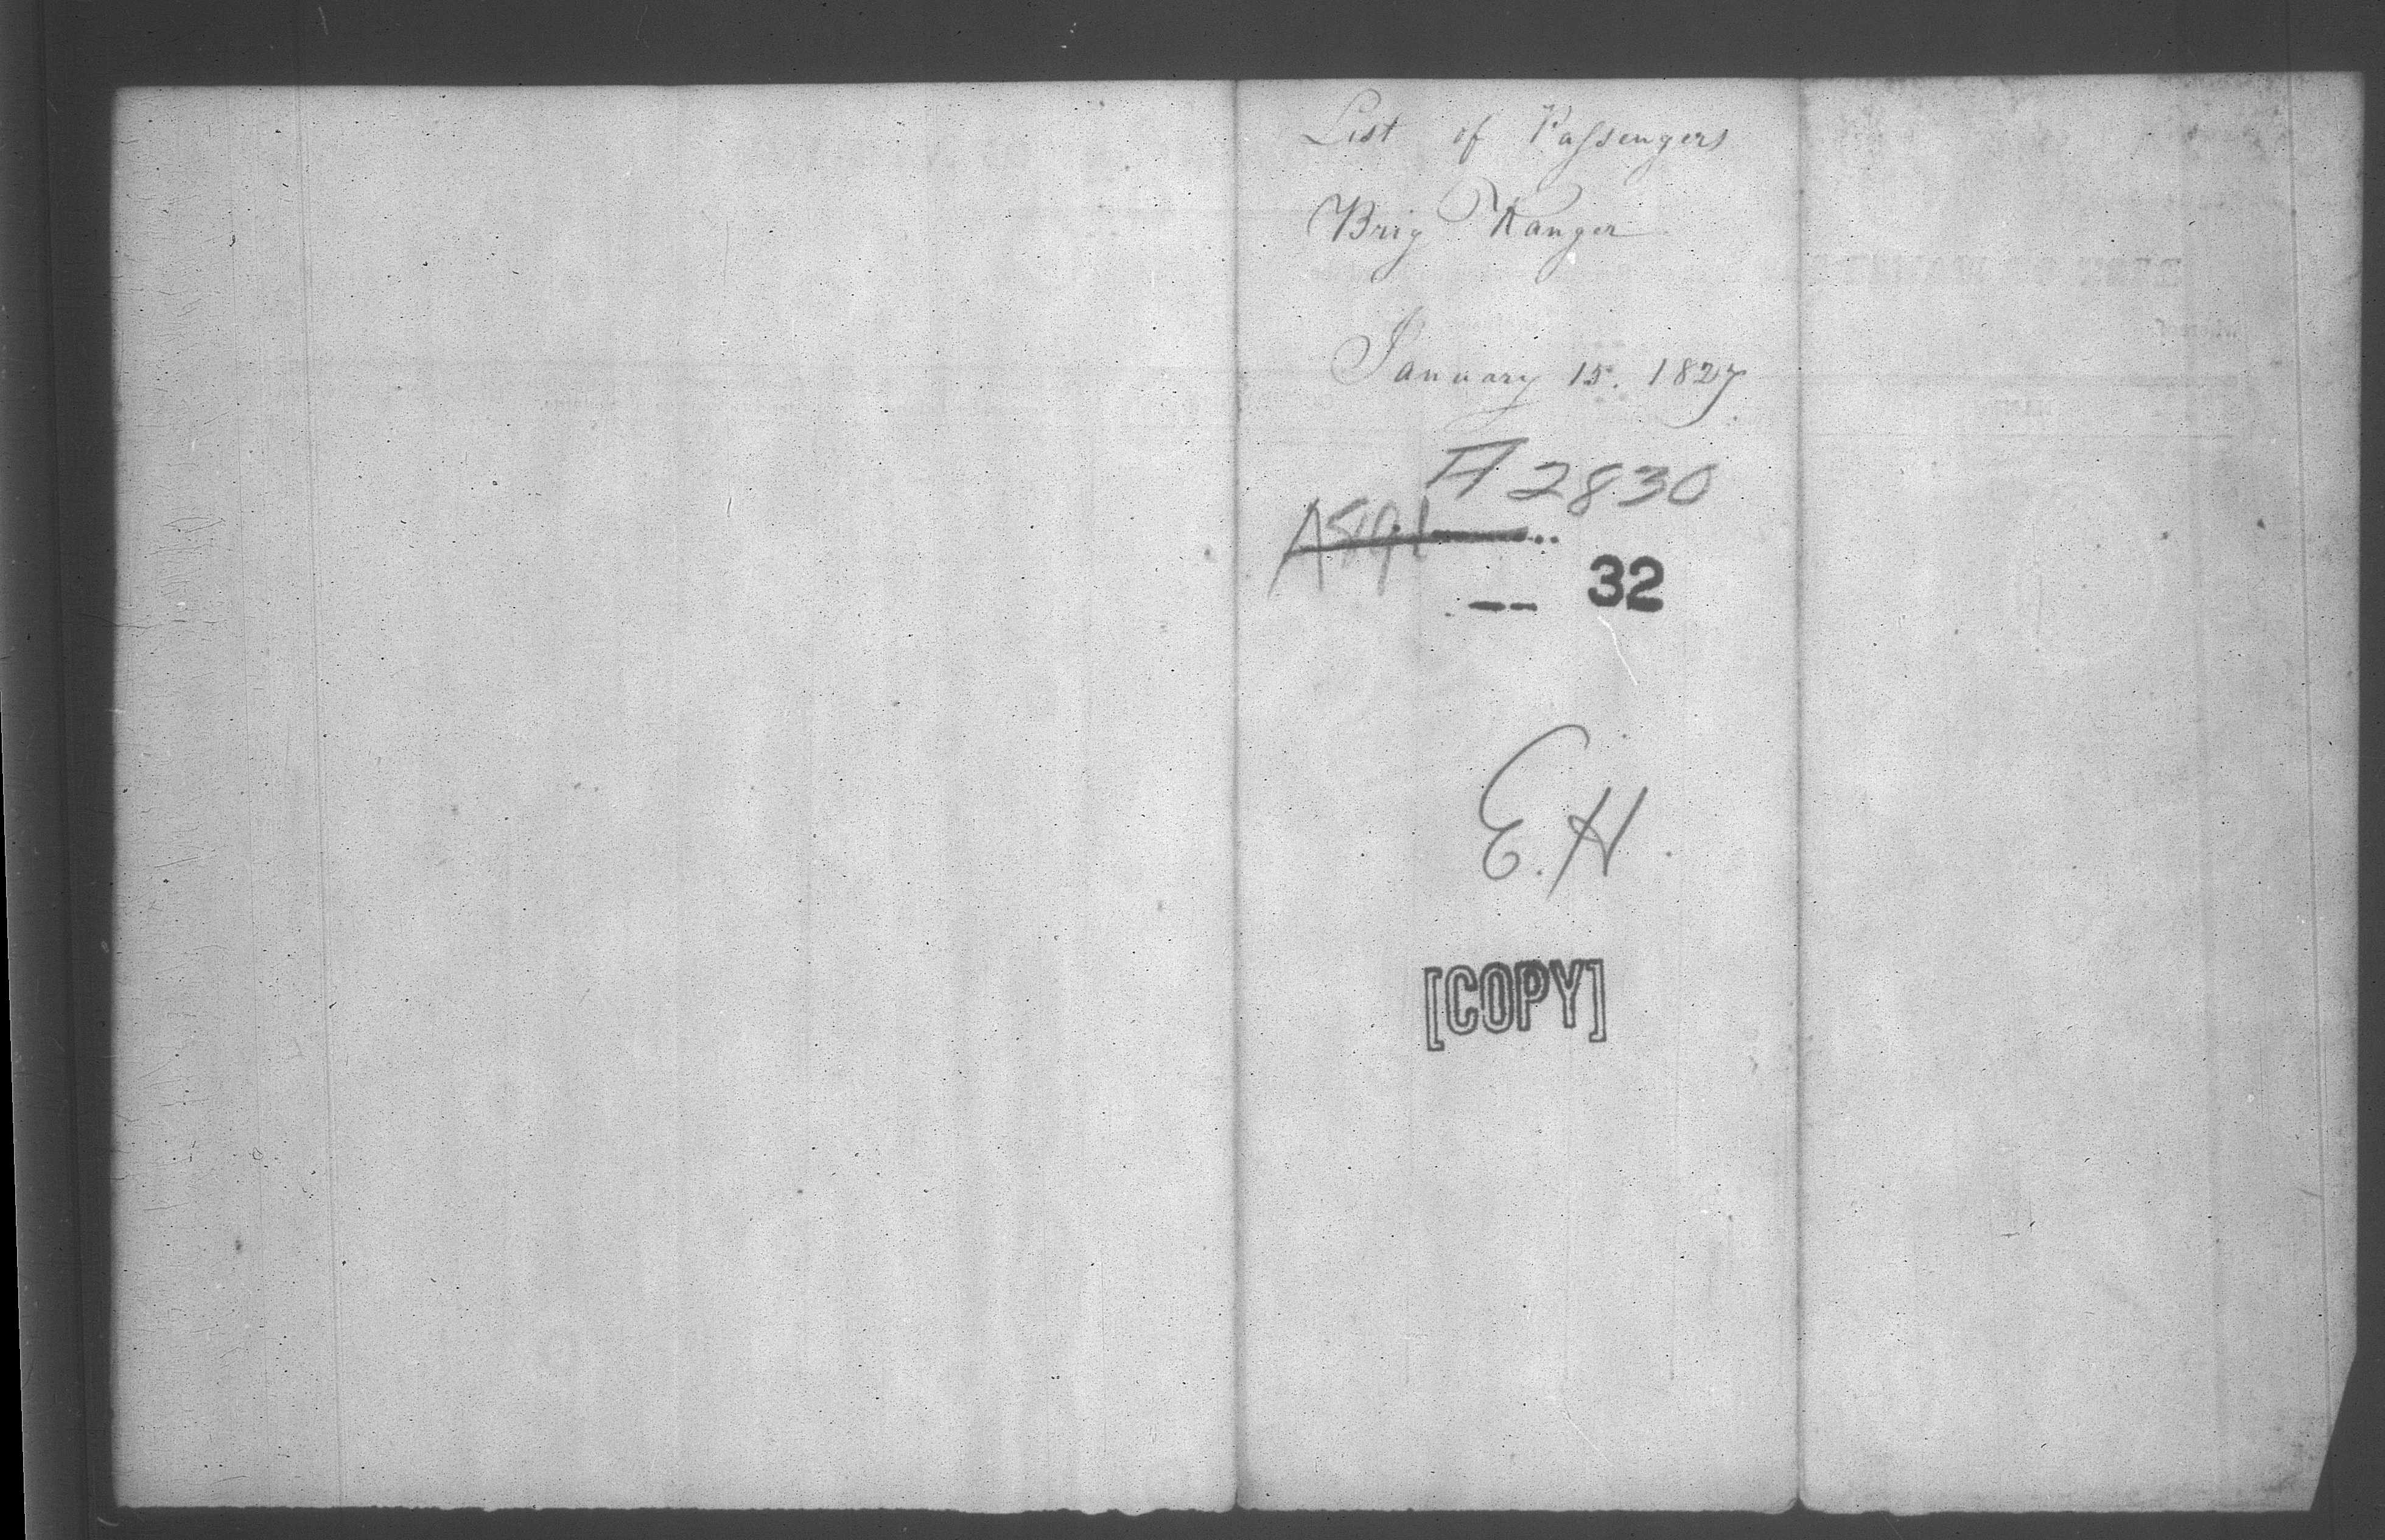 List of Passengers
Brig Ranger
January 15. 1827
A 2830
32
E.H.
[COPY]